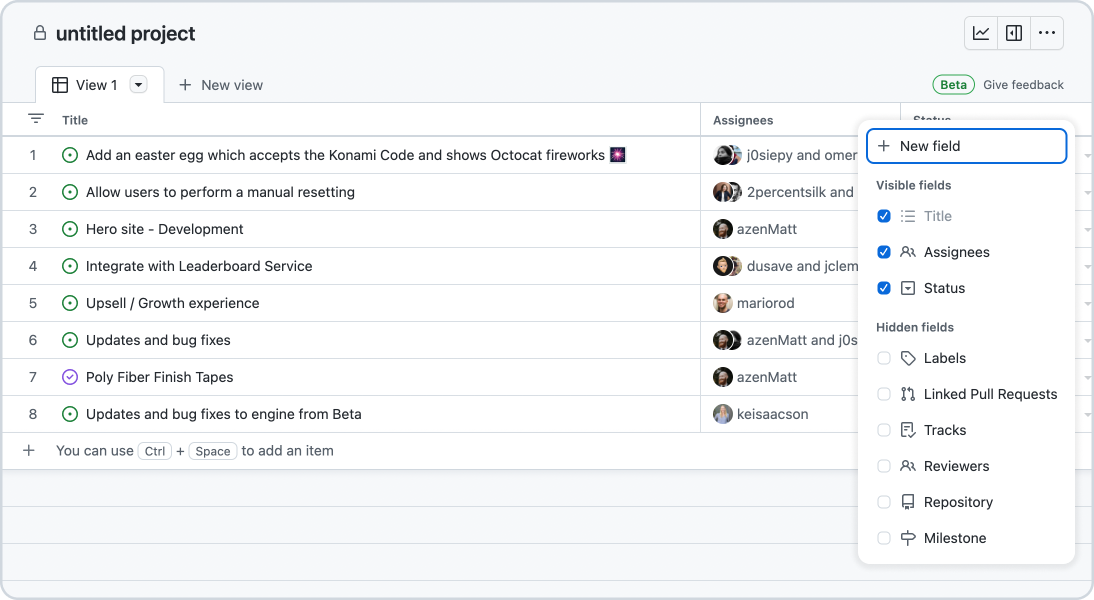 untitled project
View 1
New view
Beta Give feedback
Title Assignees Status
1 Add an easter egg which accepts the Konami Code and shows Octocat fireworks 🎆 j0siepy and omer
2 Allow users to perform a manual resetting 2percentsilk and
3 Hero site - Development azenMatt
4 Integrate with Leaderboard Service dusave and jclem
5 Upsell / Growth experience mariorod
6 Updates and bug fixes azenMatt and j0s
7 Poly Fiber Finish Tapes azenMatt
8 Updates and bug fixes to engine from Beta keisaacson
You can use Ctrl + Space to add an item
New field
Visible fields
Title
Assignees
Status
Hidden fields
Labels
Linked Pull Requests
Tracks
Reviewers
Repository
Milestone